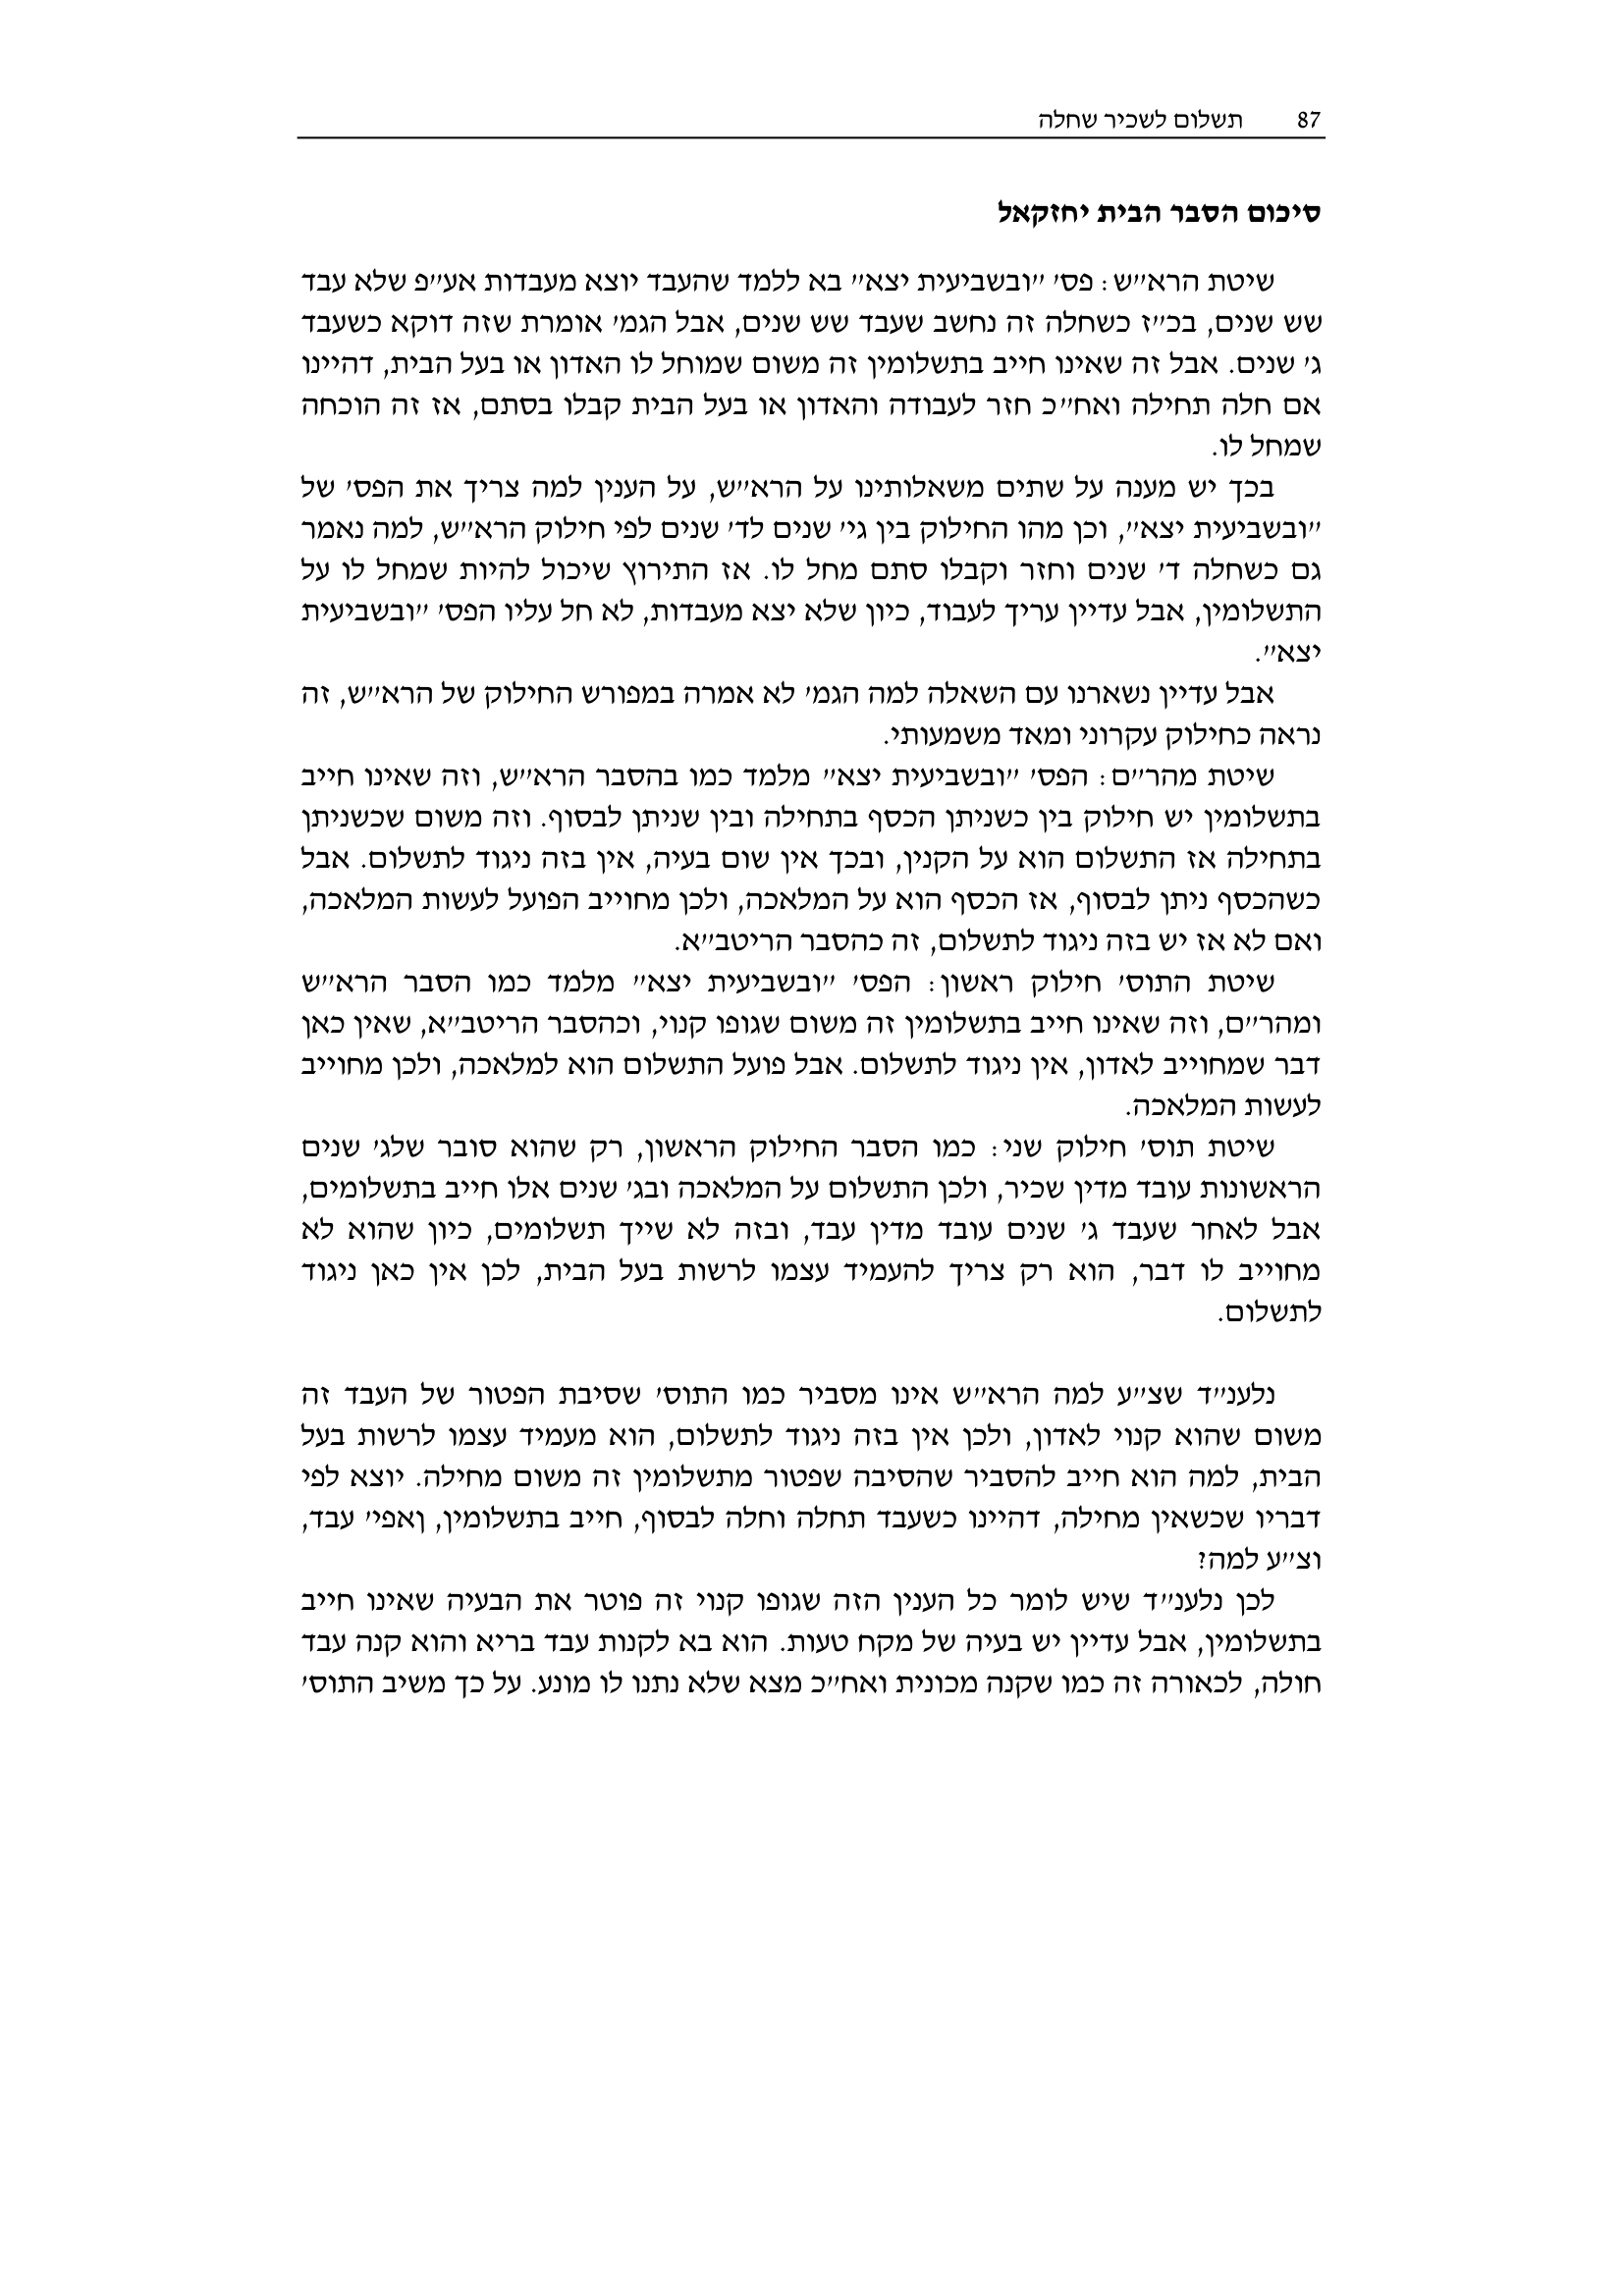 87 תשלום לשכיר שחלה
סיכום הסבר הבית יחזקאל
שיטת הרא״ש: פס׳ ״ובשביעית יצא״ בא ללמד שהעבד יוצא מעבדות אע״פ שלא עבד
שש שנים, בכ״ז כשחלה זה נחשב שעבד שש שנים, אבל הגמ׳ אומרת שזה דוקא כשעבד
ג׳ שנים. אבל זה שאינו חייב בתשלומין זה משום שמוחל לו האדון או בעל הבית, דהיינו
אם חלה תחילה ואח״כ חזר לעבודה והאדון או בעל הבית קבלו בסתם, אז זה הוכחה
שמחל לו.
בכך יש מענה על שתים משאלותינו על הרא״ש, על הענין למה צריך את הפס׳ של
״ובשביעית יצא״, וכן מהו החילוק בין גי׳ שנים לד׳ שנים לפי חילוק הרא״ש, למה נאמר
גם כשחלה ד׳ שנים וחזר וקבלו סתם מחל לו. אז התירוץ שיכול להיות שמחל לו על
התשלומין, אבל עדיין עריך לעבוד, כיון שלא יצא מעבדות, לא חל עליו הפס׳ ״ובשביעית
יצא״.
אבל עדיין נשארנו עם השאלה למה הגמ׳ לא אמרה במפורש החילוק של הרא״ש, זה
נראה כחילוק עקרוני ומאד משמעותי.
שיטת מהר״ם: הפס׳ ״ובשביעית יצא״ מלמד כמו בהסבר הרא״ש, וזה שאינו חייב
בתשלומין יש חילוק בין כשניתן הכסף בתחילה ובין שניתן לבסוף. וזה משום שכשניתן
בתחילה אז התשלום הוא על הקנין, ובכך אין שום בעיה, אין בזה ניגוד לתשלום. אבל
כשהכסף ניתן לבסוף, אז הכסף הוא על המלאכה, ולכן מחוייב הפועל לעשות המלאכה,
ואם לא אז יש בזה ניגוד לתשלום, זה כהסבר הריטב״א.
שיטת התוס׳ חילוק ראשון: הפס׳ ״ובשביעית יצא״ מלמד כמו הסבר הרא״ש
ומהר״ם, וזה שאינו חייב בתשלומין זה משום שגופו קנוי, וכהסבר הריטב״א, שאין כאן
דבר שמחוייב לאדון, אין ניגוד לתשלום. אבל פועל התשלום הוא למלאכה, ולכן מחוייב
לעשות המלאכה.
שיטת תוס׳ חילוק שני: כמו הסבר החילוק הראשון, רק שהוא סובר שלג׳ שנים
הראשונות עובד מדין שכיר, ולכן התשלום על המלאכה ובג׳ שנים אלו חייב בתשלומים,
אבל לאחר שעבד ג׳ שנים עובד מדין עבד, ובזה לא שייך תשלומים, כיון שהוא לא
מחוייב לו דבר, הוא רק צריך להעמיד עצמו לרשות בעל הבית, לכן אין כאן ניגוד
לתשלום.
נלענ״ד שצ״ע למה הרא״ש אינו מסביר כמו התוס׳ שסיבת הפטור של העבד זה
משום שהוא קנוי לאדון, ולכן אין בזה ניגוד לתשלום, הוא מעמיד עצמו לרשות בעל
הבית, למה הוא חייב להסביר שהסיבה שפטור מתשלומין זה משום מחילה. יוצא לפי
דבריו שכשאין מחילה, דהיינו כשעבד תחלה וחלה לבסוף, חייב בתשלומין, ןאפי׳ עבד,
וצ״ע למה?
לכן נלענ״ד שיש לומר כל הענין הזה שגופו קנוי זה פוטר את הבעיה שאינו חייב
בתשלומין, אבל עדיין יש בעיה של מקח טעות. הוא בא לקנות עבד בריא והוא קנה עבד
חולה, לכאורה זה כמו שקנה מכונית ואח״כ מצא שלא נתנו לו מונע. על כך משיב התוס׳